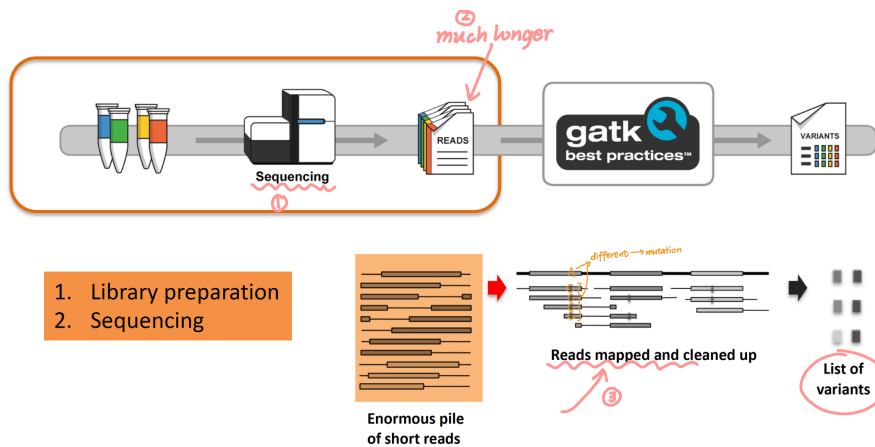 ②
much longer
READS
gatk
best practices™
VARIANTS
Sequencing
①
1. Library preparation
2. Sequencing
different → mutation
Reads mapped and cleaned up
③
Enormous pile
of short reads
List of
variants